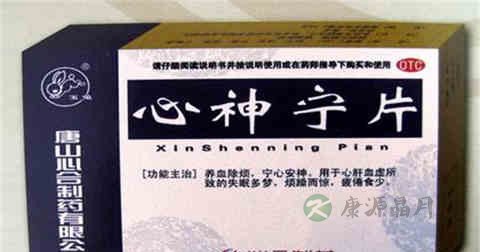 请仔细阅读说明书并按说明使用或在药师指导下购买和使用
OTC
心神宁片
XinShenning Pian
[功能主治] 养血除烦,宁心安神。用于心肝血虚所
致的失眠多梦,烦躁而惊,疲倦食少。
唐山心合制药有限公
康源晶月